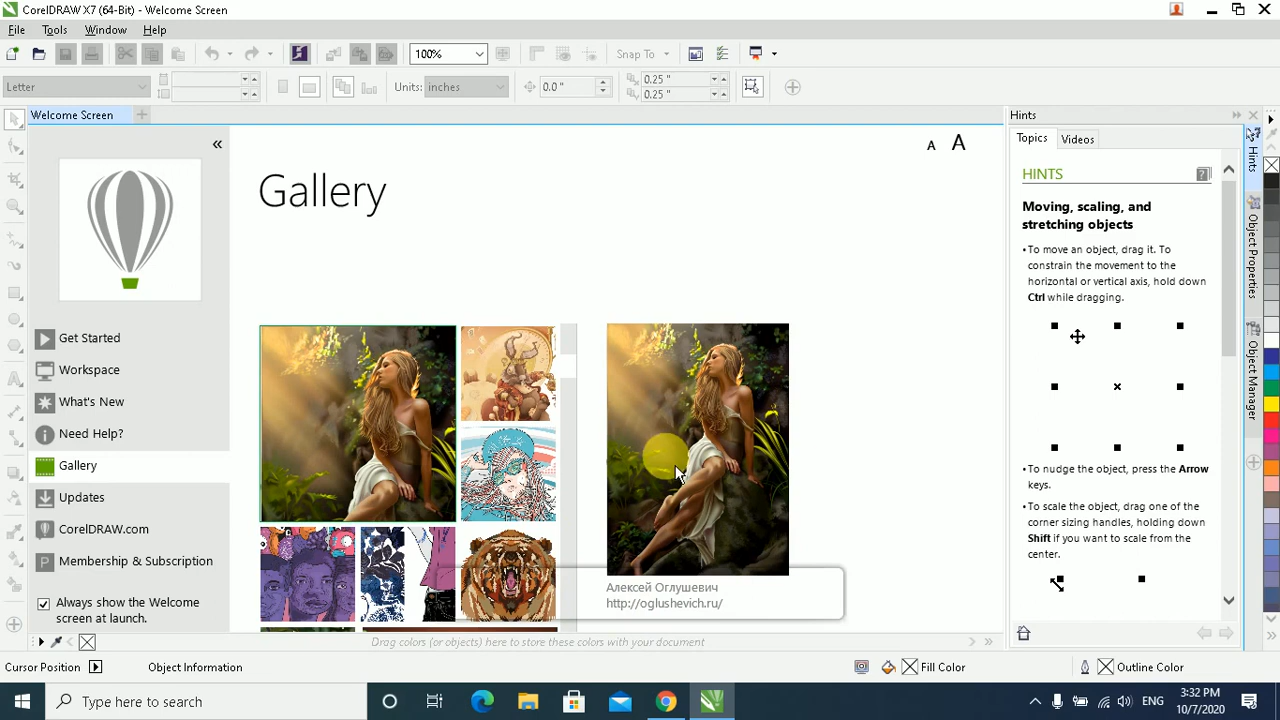 CorelDRAW X7 (64-Bit) - Welcome Screen
File Tools Window Help
100% Snap To
Letter Units: inches 0.0 " 0.25 "
0.25 "
Welcome Screen
Gallery
A A
Get Started
Workspace
What's New
Need Help?
Gallery
Updates
CorelDRAW.com
Membership & Subscription
Always show the Welcome
screen at launch.
Алексей Оглушевич
http://oglushevich.ru/
Hints
Topics Videos
HINTS
Moving, scaling, and
stretching objects
• To move an object, drag it. To
constrain the movement to the
horizontal or vertical axis, hold down
Ctrl while dragging.
• To nudge the object, press the Arrow
keys.
• To scale the object, drag one of the
corner sizing handles, holding down
Shift if you want to scale from the
center.
Hints
Object Properties
Object Manager
Drag colors (or objects) here to store these colors with your document
Cursor Position Object Information Fill Color Outline Color
Type here to search
ENG
3:32 PM
10/7/2020